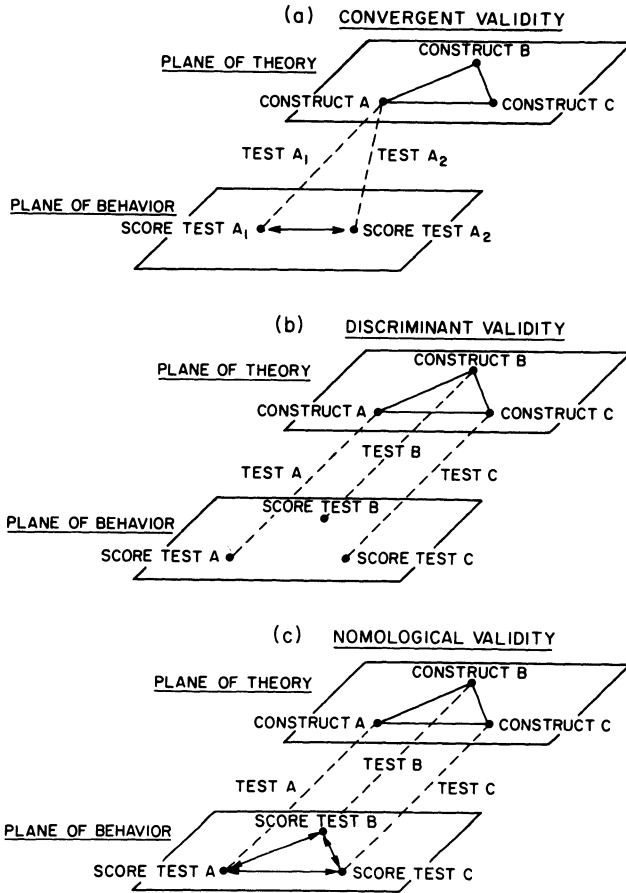 (a) CONVERGENT VALIDITY
CONSTRUCT B
PLANE OF THEORY
CONSTRUCT A
CONSTRUCT C
TEST A₁
TEST A₂
PLANE OF BEHAVIOR
SCORE TEST A₁
SCORE TEST A₂
(b) DISCRIMINANT VALIDITY
CONSTRUCT B
PLANE OF THEORY
CONSTRUCT A
CONSTRUCT C
TEST B
TEST A
TEST C
SCORE TEST B
PLANE OF BEHAVIOR
SCORE TEST A
SCORE TEST C
(c) NOMOLOGICAL VALIDITY
CONSTRUCT B
PLANE OF THEORY
CONSTRUCT A
CONSTRUCT C
TEST B
TEST A
TEST C
SCORE TEST B
PLANE OF BEHAVIOR
SCORE TEST A
SCORE TEST C